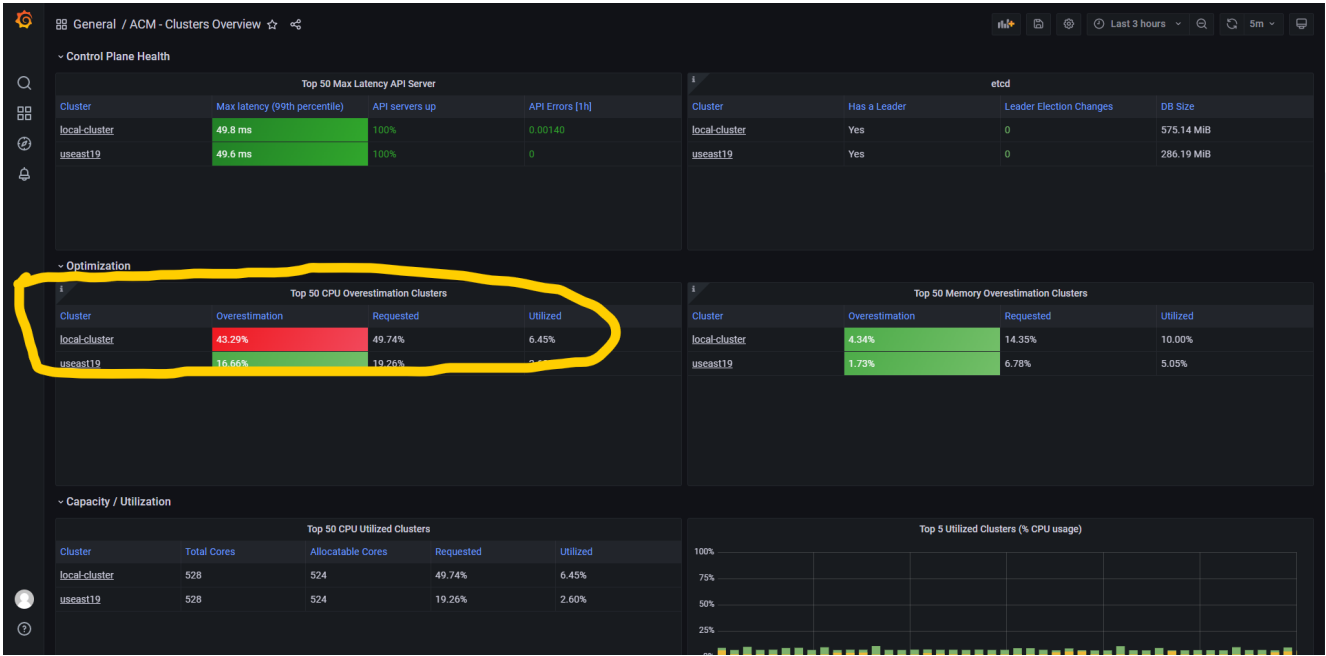 General / ACM - Clusters Overview
Last 3 hours 5m
Control Plane Health
Top 50 Max Latency API Server
Cluster Max latency (99th percentile) API servers up API Errors [1h]
local-cluster 49.8 ms 100% 0.00140
useast19 49.6 ms 100% 0
etcd
Cluster Has a Leader Leader Election Changes DB Size
local-cluster Yes 0 575.14 MiB
useast19 Yes 0 286.19 MiB
Optimization
Top 50 CPU Overestimation Clusters
Cluster Overestimation Requested Utilized
local-cluster 43.29% 49.74% 6.45%
useast19 16.66% 19.26%
Top 50 Memory Overestimation Clusters
Cluster Overestimation Requested Utilized
local-cluster 4.34% 14.35% 10.00%
useast19 1.73% 6.78% 5.05%
Capacity / Utilization
Top 50 CPU Utilized Clusters
Cluster Total Cores Allocatable Cores Requested Utilized
local-cluster 528 524 49.74% 6.45%
useast19 528 524 19.26% 2.60%
Top 5 Utilized Clusters (% CPU usage)
100%
75%
50%
25%